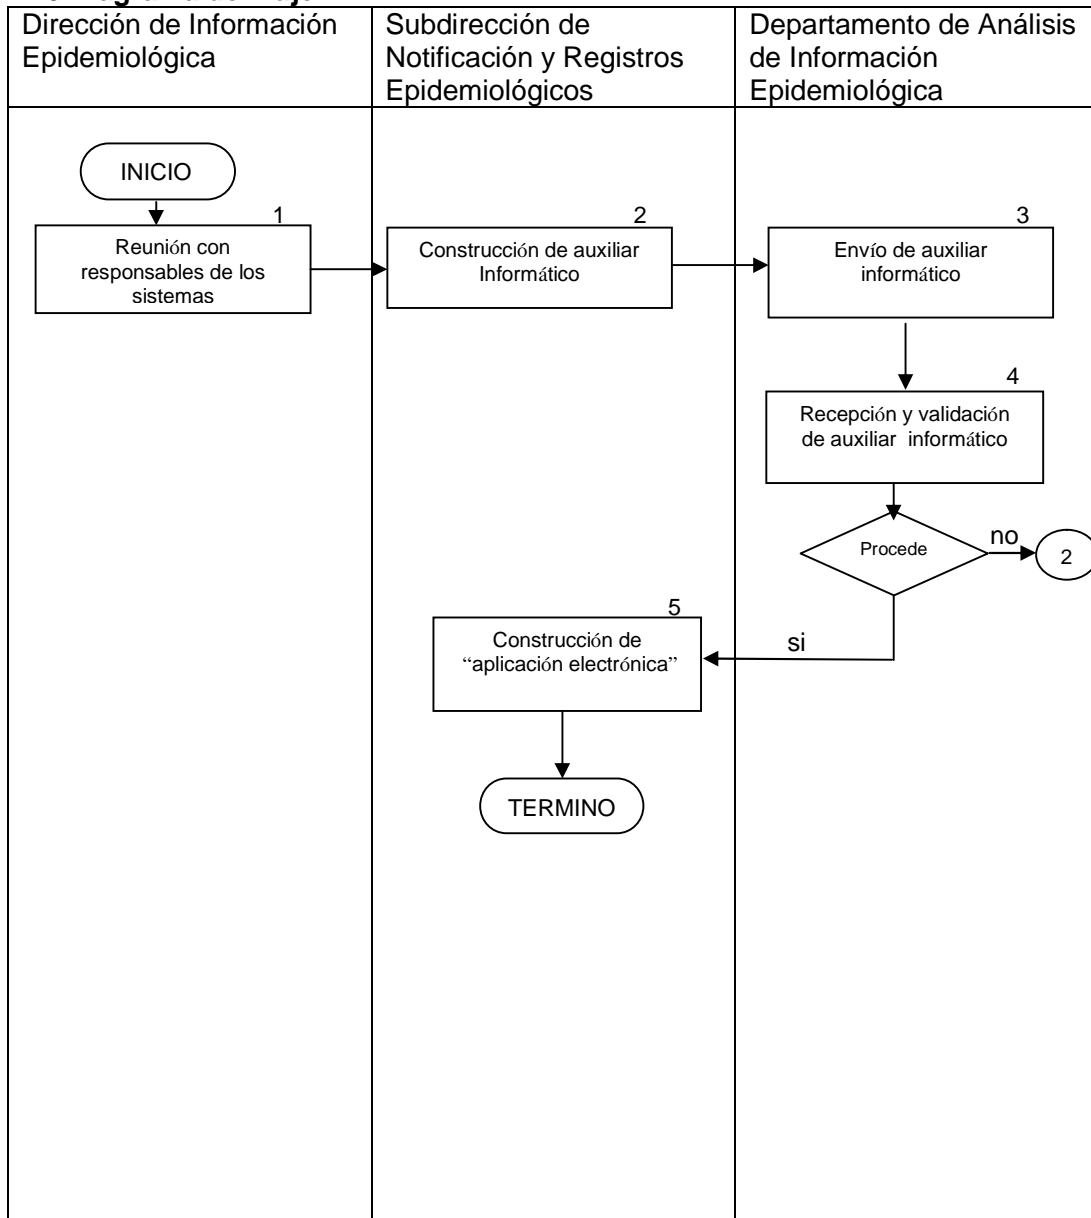 Dirección de Información
Epidemiológica
Subdirección de
Notificación y Registros
Epidemiológicos
Departamento de Análisis
de Información
Epidemiológica
INICIO
1
Reunión con
responsables de los
sistemas
2
Construcción de auxiliar
Informático
3
Envío de auxiliar
informático
4
Recepción y validación
de auxiliar informático
Procede
no
2
si
5
Construcción de
“aplicación electrónica”
TERMINO